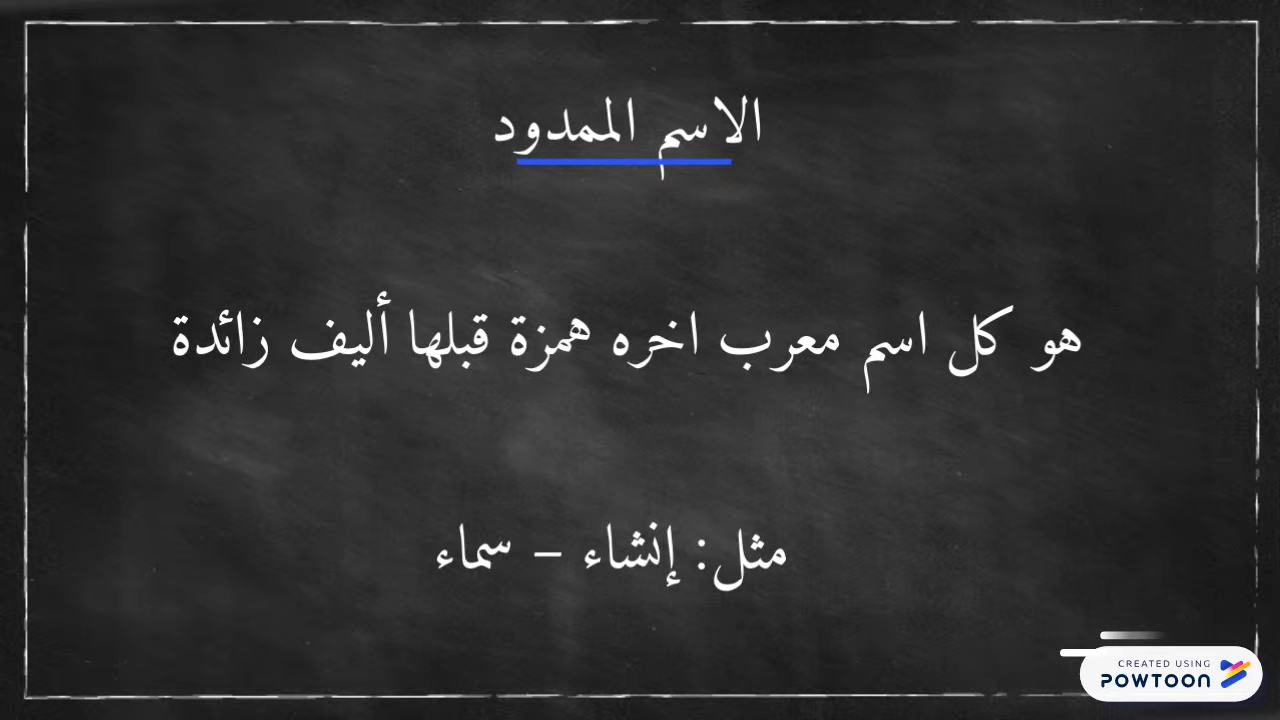 الاسم الممدود
هو كل اسم معرب اخره همزة قبلها أليف زائدة
مثل: إنشاء – سماء
CREATED USING
POWTOON